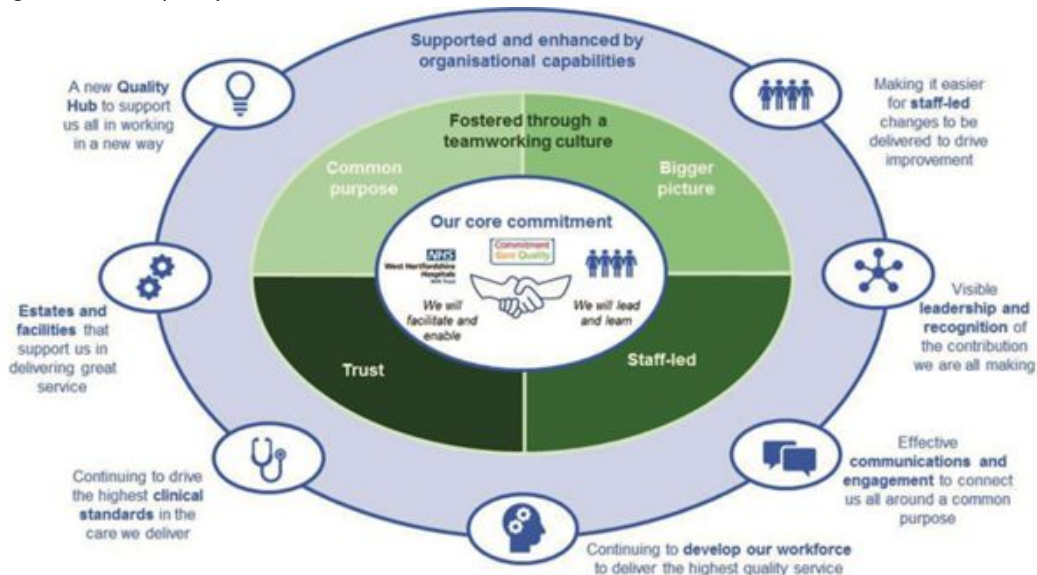 Supported and enhanced by
organisational capabilities
A new Quality
Hub to support
us all in working
in a new way
Making it easier
for staff-led
changes to be
delivered to drive
improvement
Fostered through a
teamworking culture
Common
purpose
Bigger
picture
Our core commitment
NHS
West Hertfordshire
Hospitals
NHS Trust
Commitment
Care Quality
We will
facilitate and
enable
We will lead
and learn
Estates and
facilities that
support us in
delivering great
service
Visible
leadership and
recognition of
the contribution
we are all making
Trust
Staff-led
Continuing to drive
the highest clinical
standards in the
care we deliver
Effective
communications and
engagement to connect
us all around a common
purpose
Continuing to develop our workforce
to deliver the highest quality service